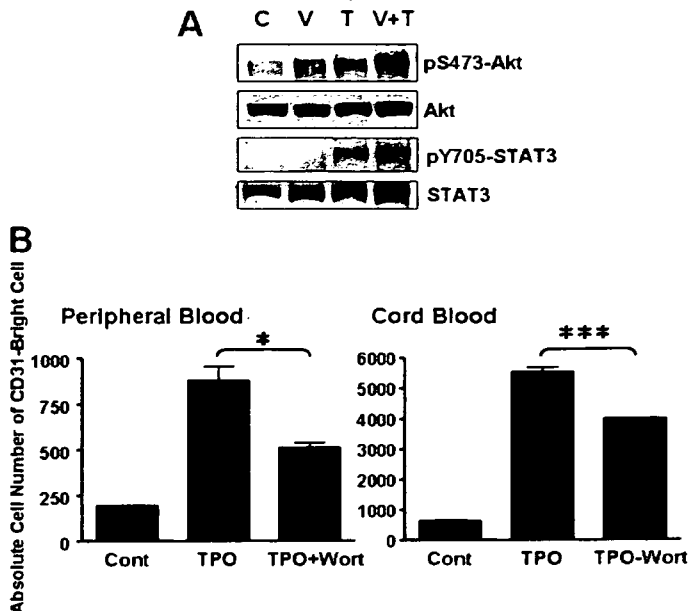 A
C V T V+T
pS473-Akt
Akt
pY705-STAT3
STAT3
B
Absolute Cell Number of CD31-Bright Cell
Peripheral Blood
*
1000
750
500
250
0
Cont TPO TPO+Wort
Cord Blood
***
6000
5000
4000
3000
2000
1000
0
Cont TPO TPO-Wort